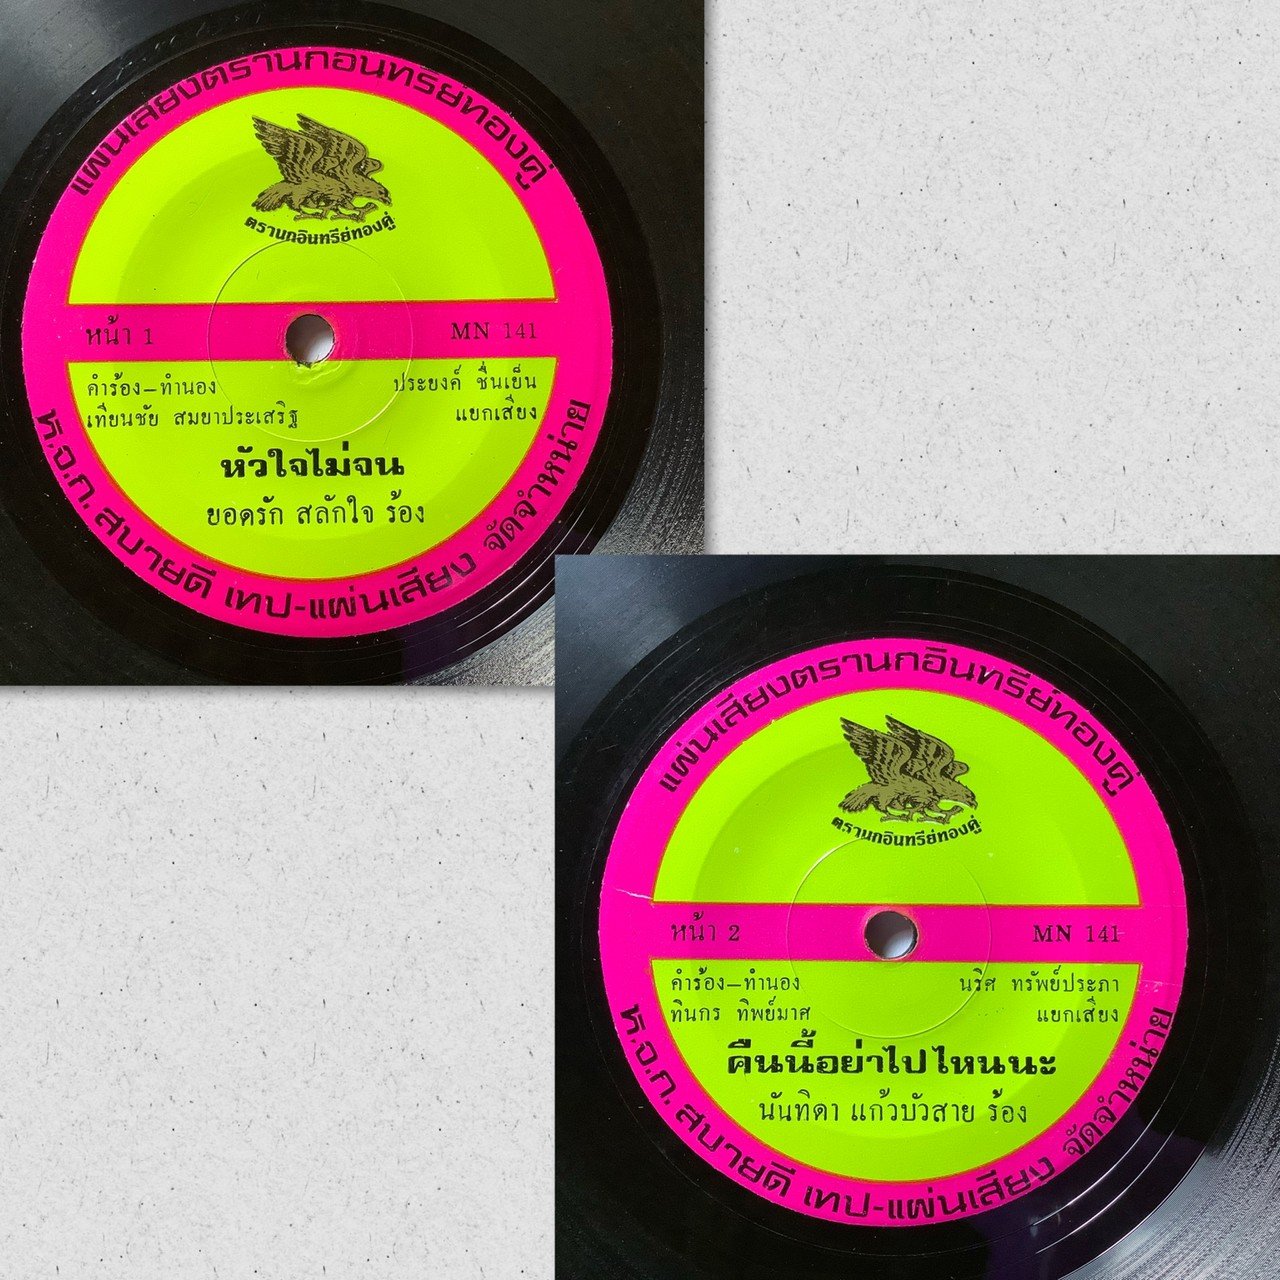 แผ่นเสียงตรานกอินทรีย์ทองคู่
ตรานกอินทรีย์ทองคู่
หน้า 1 MN 141
คำร้อง–ทำนอง ประยงค์ ชื่นเย็น
เทียนชัย สมยาประเสริฐ แยกเสียง
หัวใจไม่จน
ยอดรัก สลักใจ ร้อง
ห.จ.ก. สบายดี เทป-แผ่นเสียง จัดจำหน่าย
แผ่นเสียงตรานกอินทรีย์ทองคู่
ตรานกอินทรีย์ทองคู่
หน้า 2 MN 141
คำร้อง–ทำนอง นริศ ทรัพย์ประภา
ทินกร ทิพย์มาศ แยกเสียง
คืนนี้อย่าไปไหนนะ
นันทิดา แก้วบัวสาย ร้อง
ห.จ.ก. สบายดี เทป-แผ่นเสียง จัดจำหน่าย